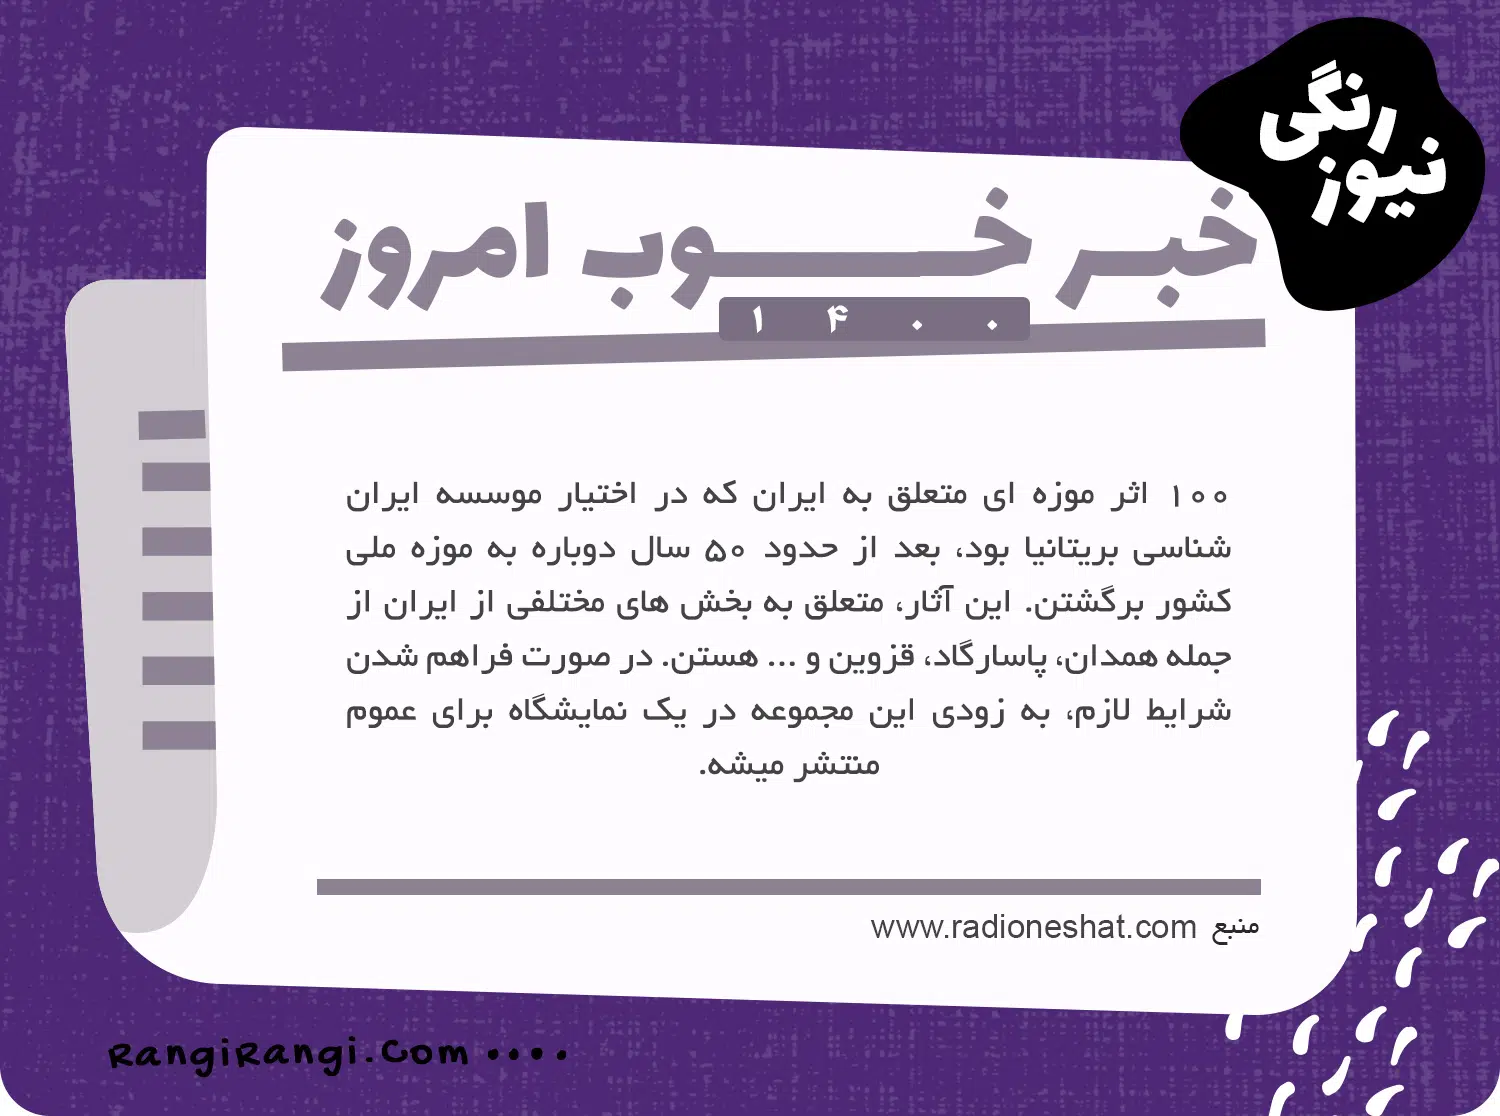 رنگی
نیوز
خبر خوب امروز
۱۴۰۰
۱۰۰ اثر موزه ای متعلق به ایران که در اختیار موسسه ایران
شناسی بریتانیا بود، بعد از حدود ۵۰ سال دوباره به موزه ملی
کشور برگشتن. این آثار، متعلق به بخش های مختلفی از ایران از
جمله همدان، پاسارگاد، قزوین و ... هستن. در صورت فراهم شدن
شرایط لازم، به زودی این مجموعه در یک نمایشگاه برای عموم
منتشر میشه.
منبع www.radioneshat.com
RangiRangi.Com ....